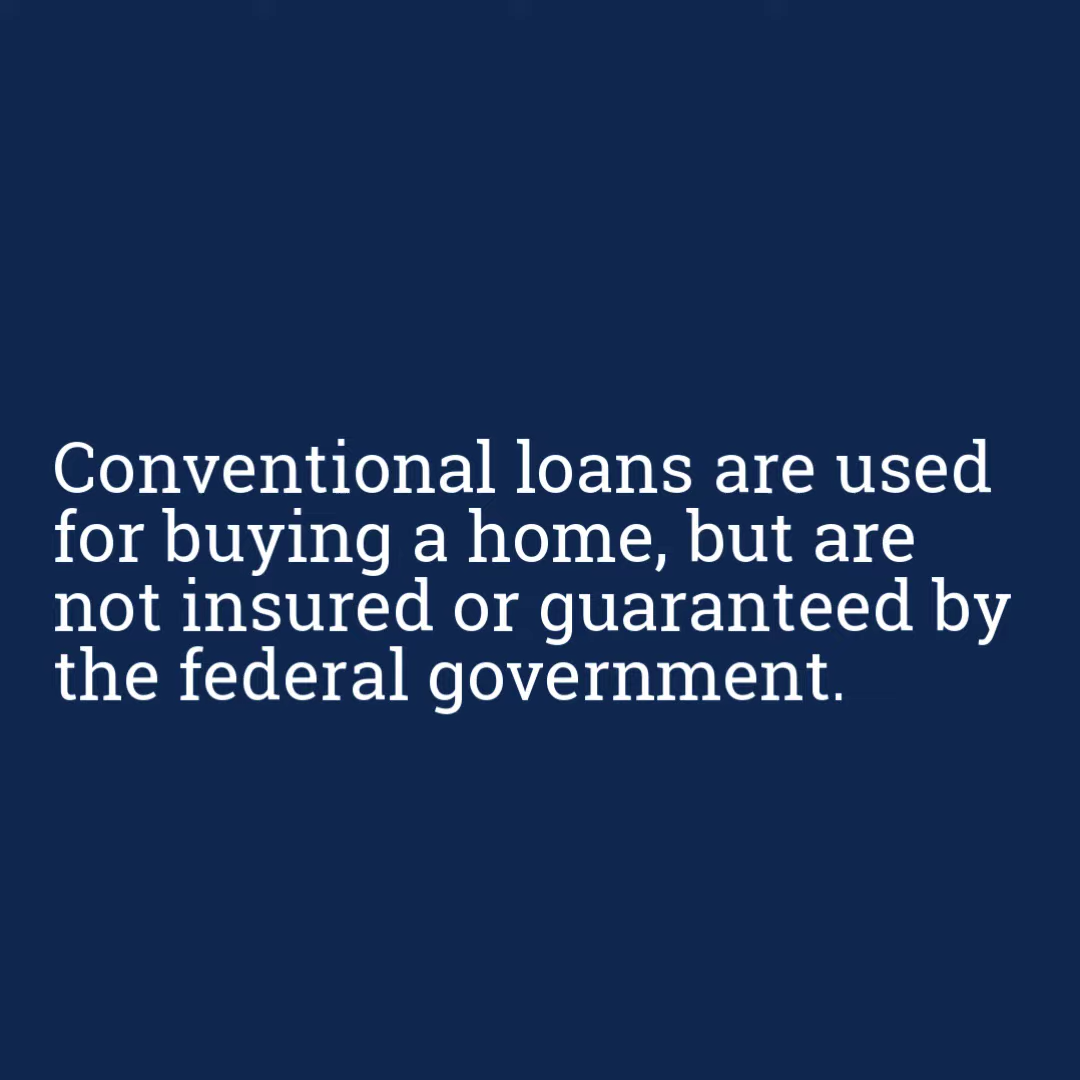 Conventional loans are used
for buying a home, but are
not insured or guaranteed by
the federal government.